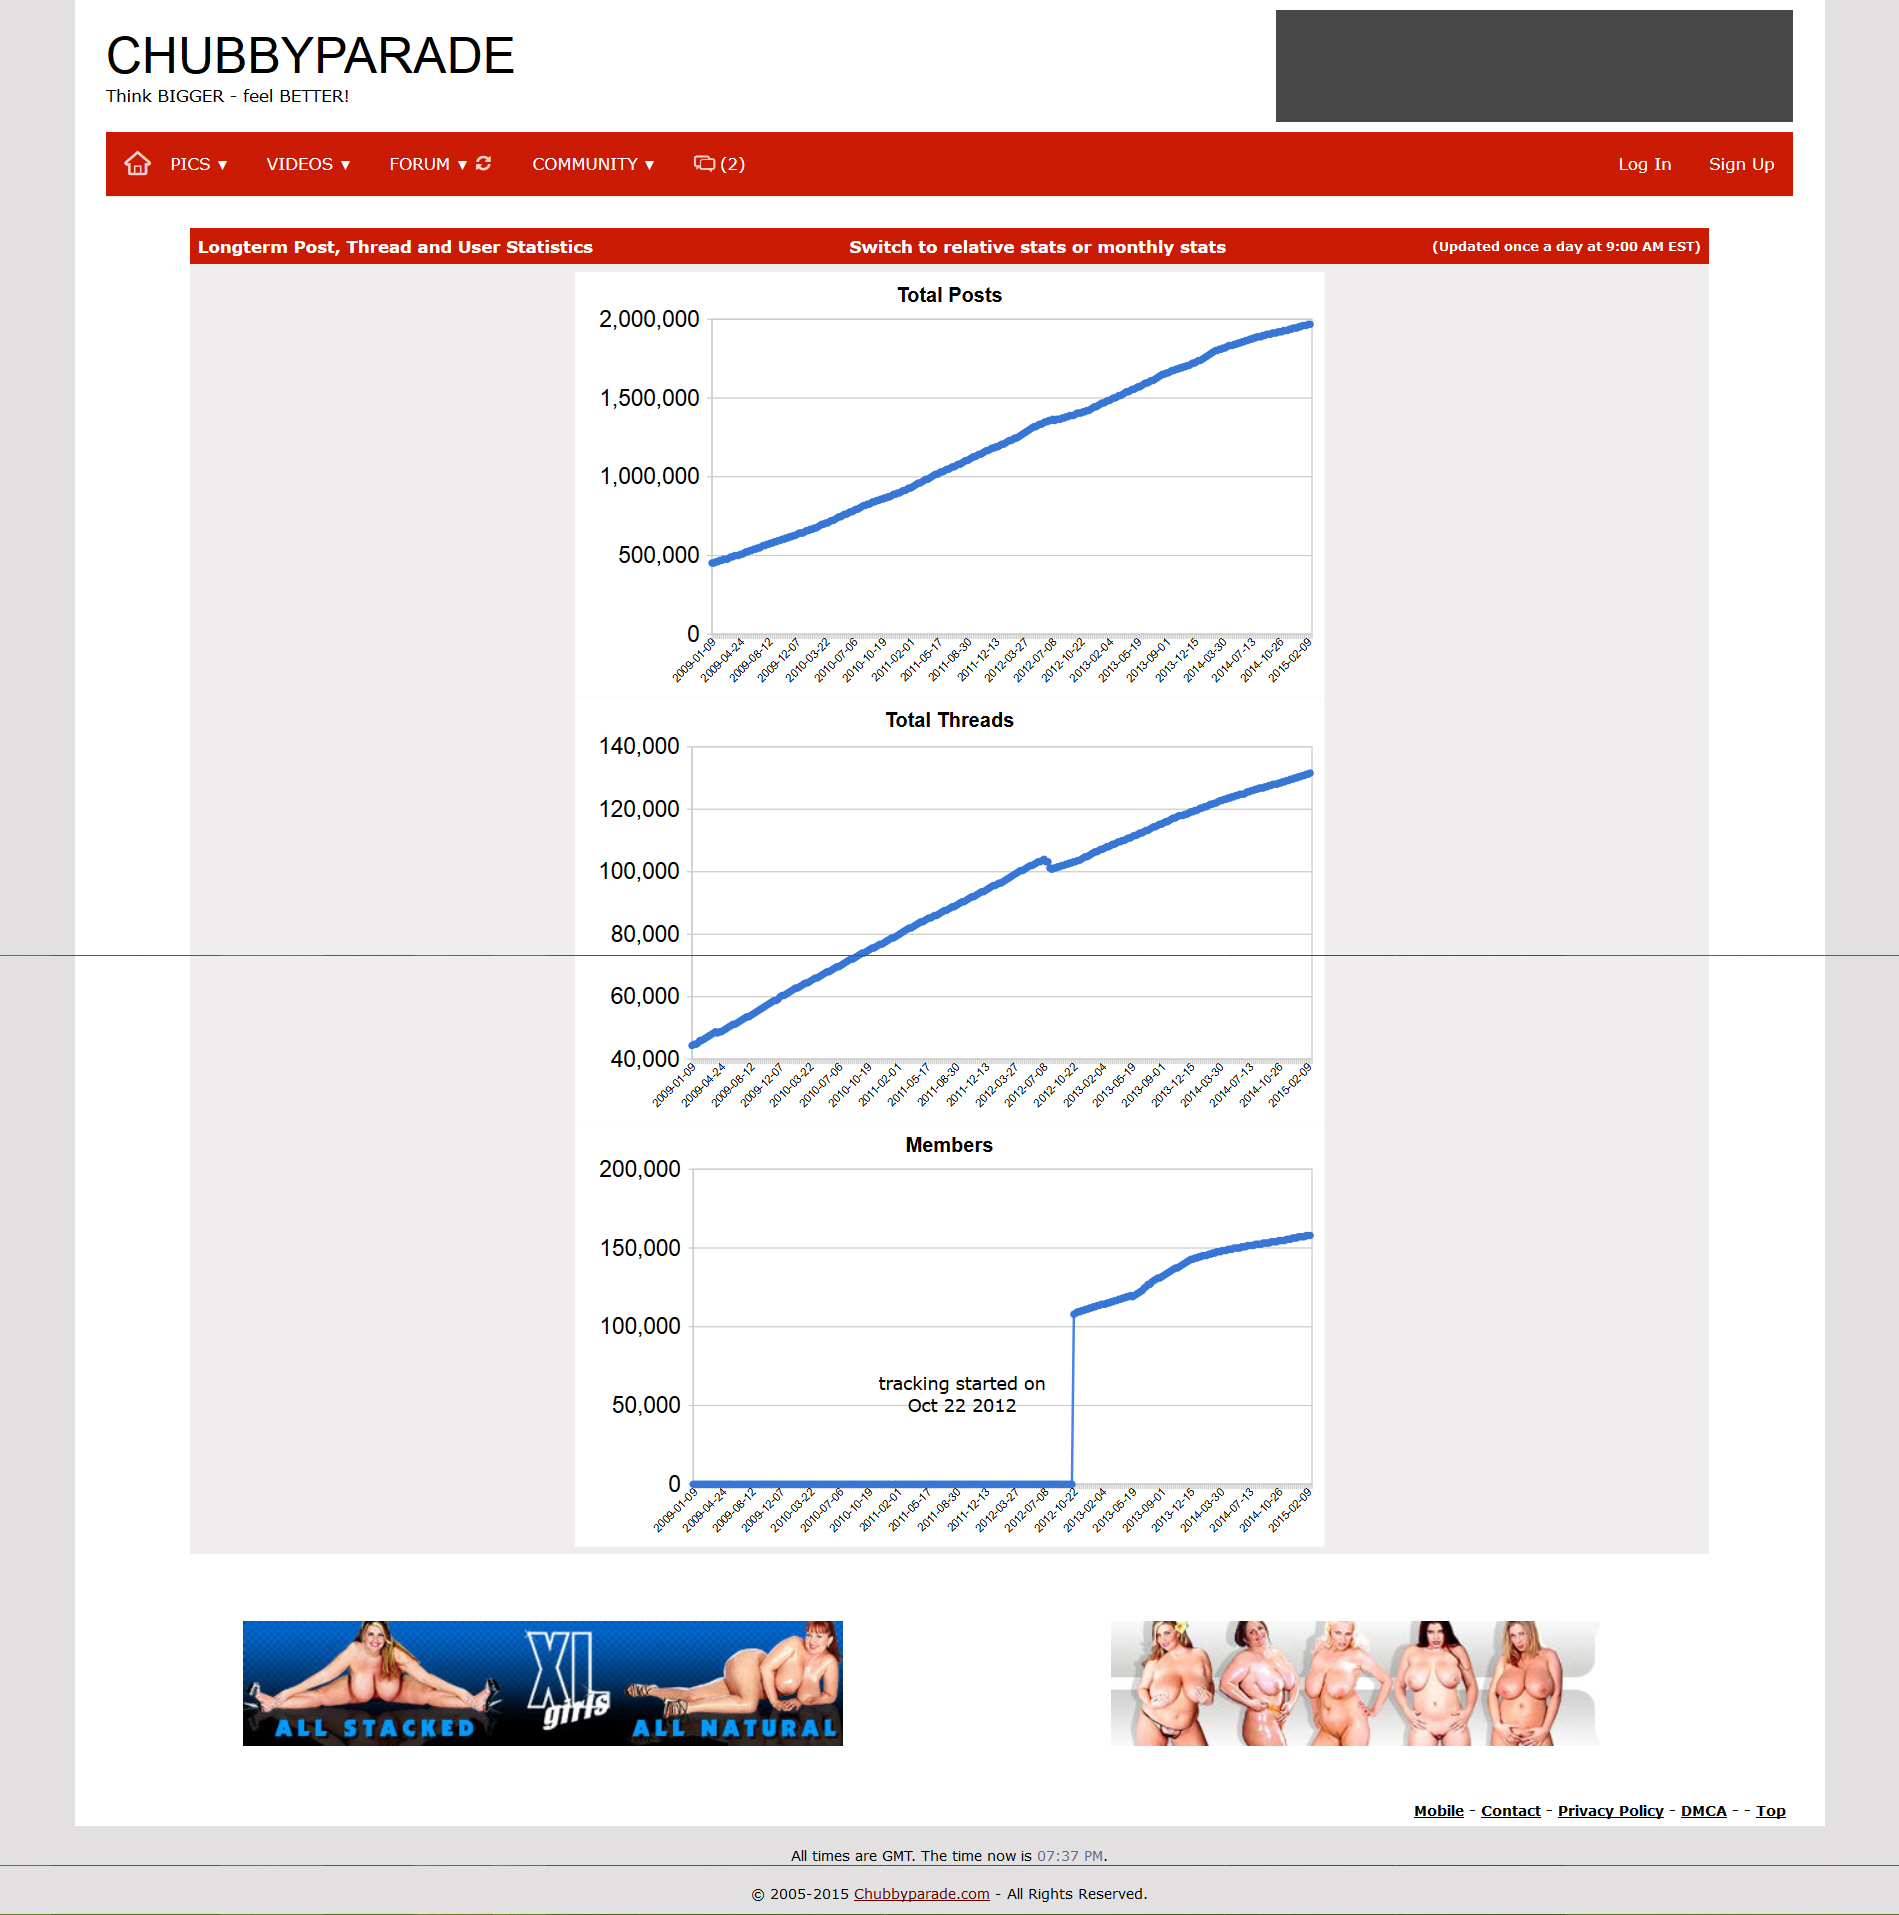 CHUBBYPARADE
Think BIGGER - feel BETTER!
PICS ▼ VIDEOS ▼ FORUM ▼ COMMUNITY ▼ (2) Log In Sign Up
Longterm Post, Thread and User Statistics Switch to relative stats or monthly stats (Updated once a day at 9:00 AM EST)
Total Posts
2,000,000
1,500,000
1,000,000
500,000
0
2009-01-09 2009-04-24 2009-08-12 2009-12-07 2010-03-22 2010-07-06 2010-10-19 2011-02-01 2011-05-17 2011-08-30 2011-12-13 2012-03-27 2012-07-08 2012-10-22 2013-02-04 2013-05-19 2013-09-01 2013-12-15 2014-03-30 2014-07-13 2014-10-26 2015-02-09
Total Threads
140,000
120,000
100,000
80,000
60,000
40,000
2009-01-09 2009-04-24 2009-08-12 2009-12-07 2010-03-22 2010-07-06 2010-10-19 2011-02-01 2011-05-17 2011-08-30 2011-12-13 2012-03-27 2012-07-08 2012-10-22 2013-02-04 2013-05-19 2013-09-01 2013-12-15 2014-03-30 2014-07-13 2014-10-26 2015-02-09
Members
200,000
150,000
100,000
tracking started on
50,000 Oct 22 2012
0
2009-01-09 2009-04-24 2009-08-12 2009-12-07 2010-03-22 2010-07-06 2010-10-19 2011-02-01 2011-05-17 2011-08-30 2011-12-13 2012-03-27 2012-07-08 2012-10-22 2013-02-04 2013-05-19 2013-09-01 2013-12-15 2014-03-30 2014-07-13 2014-10-26 2015-02-09
XL
girls
ALL STACKED ALL NATURAL
Mobile - Contact - Privacy Policy - DMCA - - Top
All times are GMT. The time now is 07:37 PM.
© 2005-2015 Chubbyparade.com - All Rights Reserved.